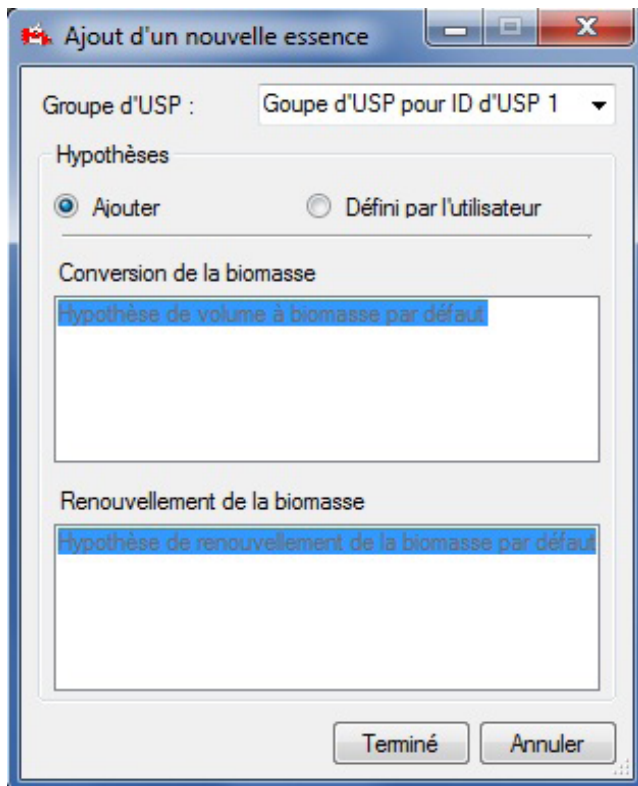 Ajout d'un nouvelle essence
Groupe d'USP :
Goupe d'USP pour ID d'USP 1
Hypothèses
Ajouter
Défini par l'utilisateur
Conversion de la biomasse
Hypothèse de volume à biomasse par défaut
Renouvellement de la biomasse
Hypothèse de renouvellement de la biomasse par défaut
Terminé
Annuler